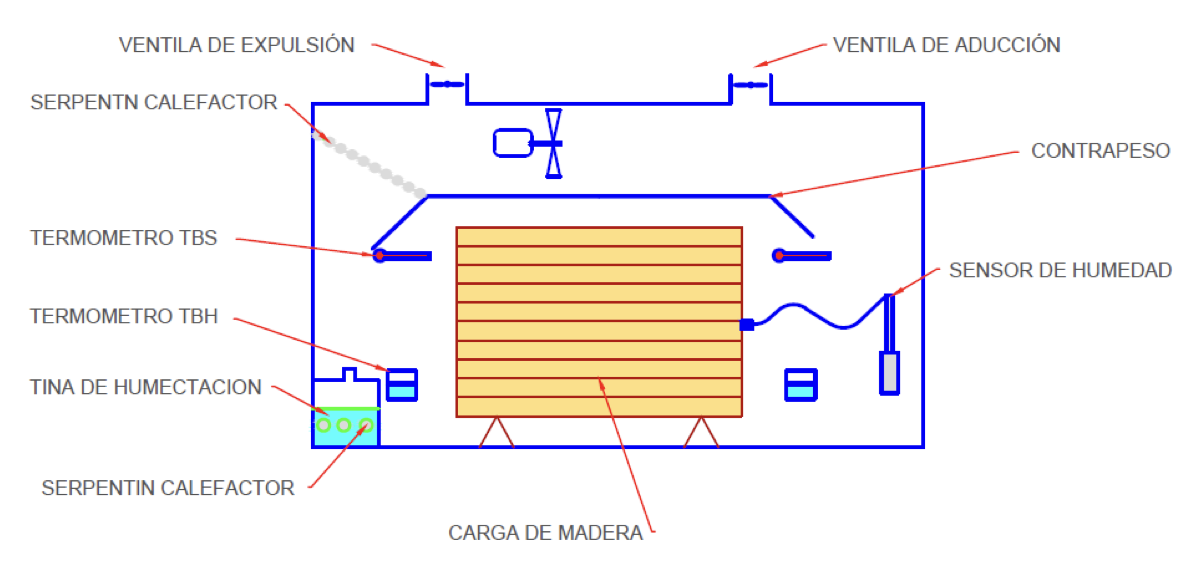 VENTILA DE EXPULSIÓN
VENTILA DE ADUCCIÓN
SERPENTN CALEFACTOR
CONTRAPESO
TERMOMETRO TBS
SENSOR DE HUMEDAD
TERMOMETRO TBH
TINA DE HUMECTACION
SERPENTIN CALEFACTOR
CARGA DE MADERA